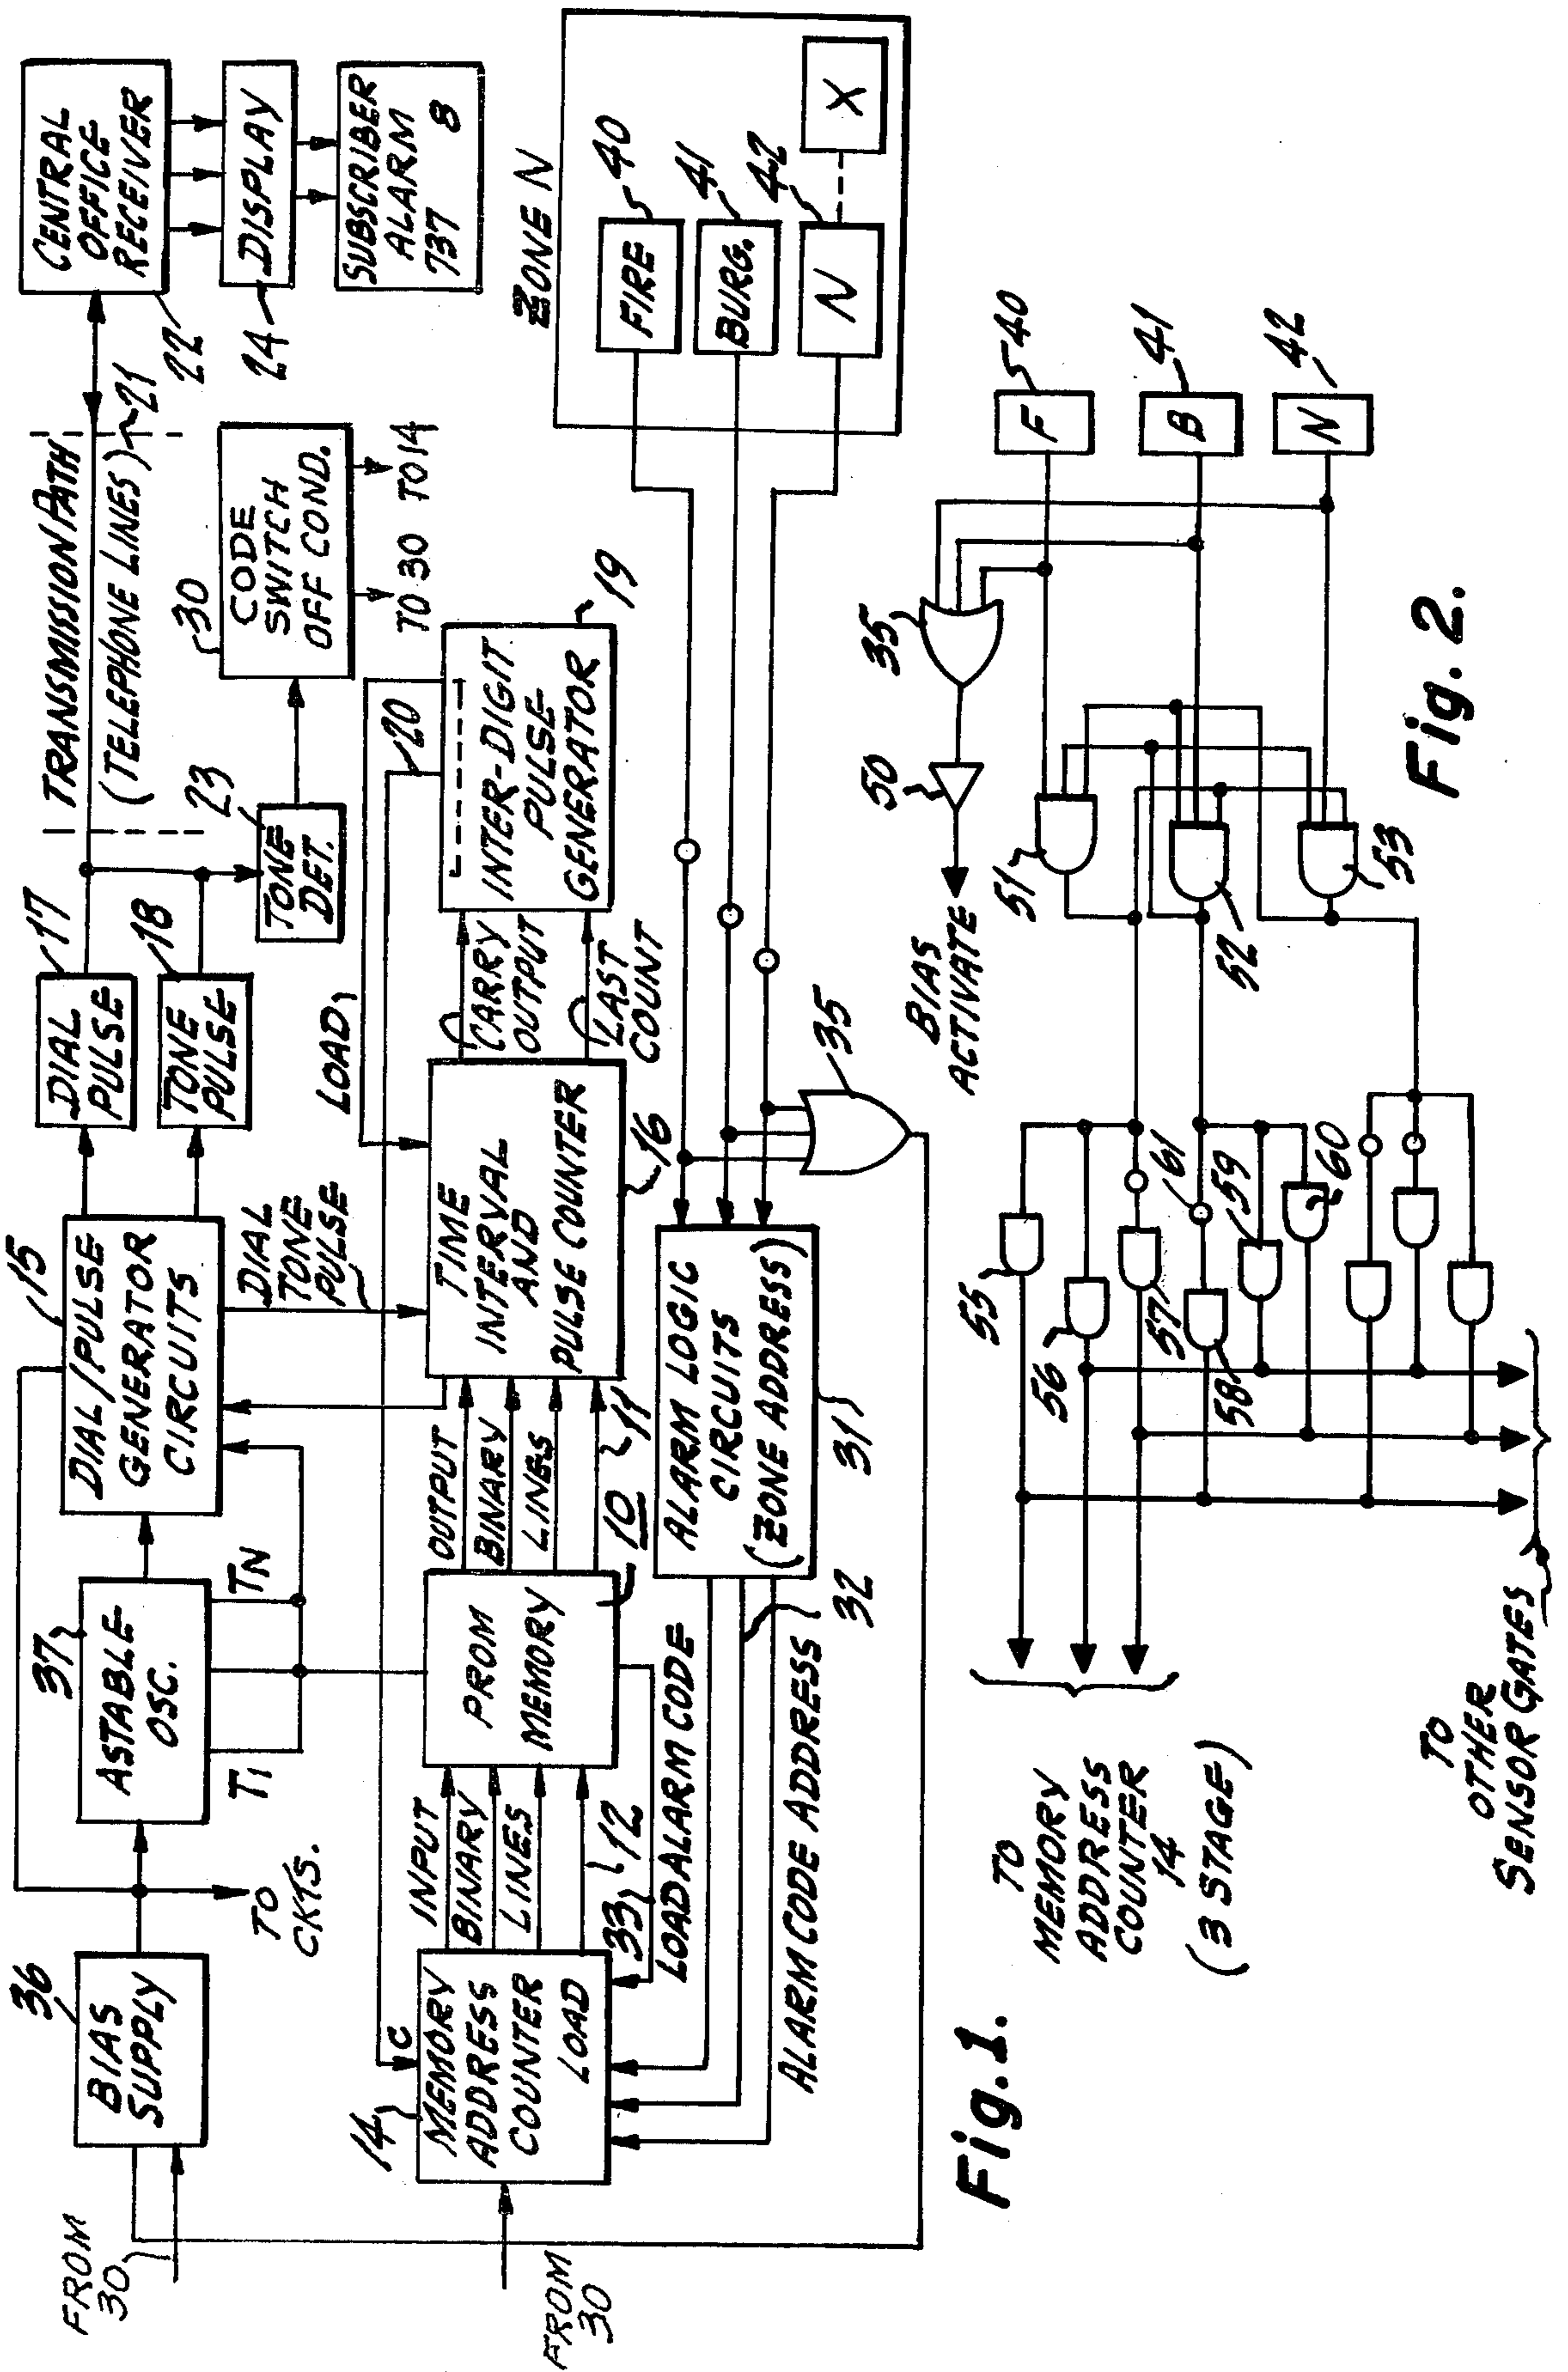 FROM
30
36
BIAS
SUPPLY
TO
CKTS.
37
ASTABLE
OSC.
T1
TN
15
DIAL/PULSE
GENERATOR
CIRCUITS
DIAL
TONE
PULSE
17
DIAL
PULSE
18
TONE
PULSE
23
TONE
DET.
TRANSMISSION PATH
(TELEPHONE LINES)
21
30
CODE
SWITCH
OFF COND.
TO 30
TO 14
CENTRAL
OFFICE
RECEIVER
22
DISPLAY
24
SUBSCRIBER
ALARM
737 8
FROM
30
14
C
MEMORY
ADDRESS
COUNTER
LOAD
INPUT
BINARY
LINES
12
33
PROM
MEMORY
10
OUTPUT
BINARY
LINES
11
TIME
INTERVAL
AND
PULSE COUNTER
16
LOAD
20
CARRY
OUTPUT
LAST
COUNT
INTER-DIGIT
PULSE
GENERATOR
19
LOAD ALARM CODE
ALARM CODE ADDRESS
32
ALARM LOGIC
CIRCUITS
(ZONE ADDRESS)
31
35
ZONE N
FIRE
40
BURG.
41
N
42
X
Fig.1.
TO
MEMORY
ADDRESS
COUNTER
14
(3 STAGE)
TO
OTHER
SENSOR GATES
55
56
57
58
59
60
61
BIAS
ACTIVATE
50
35
51
52
53
F
40
B
41
N
42
Fig.2.